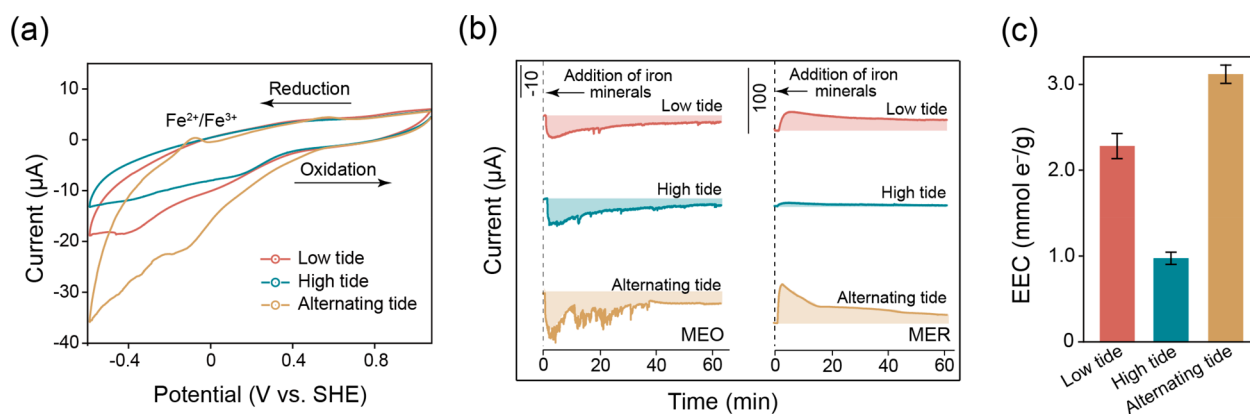 (a)
Current (µA)
10
0
-10
-20
-30
-40
Reduction
Fe²⁺/Fe³⁺
Oxidation
Low tide
High tide
Alternating tide
-0.4
0
0.4
0.8
Potential (V vs. SHE)
(b)
Current (µA)
-10
Addition of iron
minerals
Low tide
High tide
Alternating tide
MEO
0
20
40
60
100
Addition of iron
minerals
Low tide
High tide
Alternating tide
MER
0
20
40
60
Time (min)
(c)
EEC (mmol e⁻/g)
3.0
2.0
1.0
0
Low tide
High tide
Alternating tide